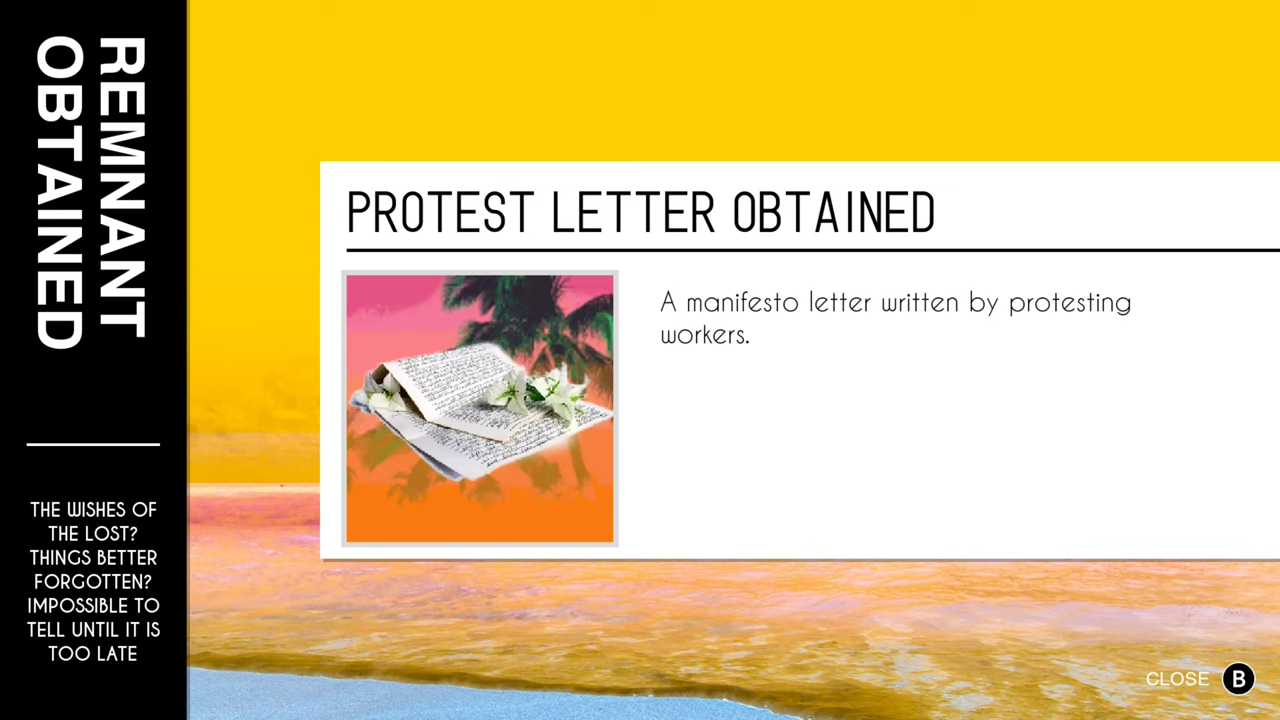 REMNANT
OBTAINED
THE WISHES OF
THE LOST?
THINGS BETTER
FORGOTTEN?
IMPOSSIBLE TO
TELL UNTIL IT IS
TOO LATE
PROTEST LETTER OBTAINED
A manifesto letter written by protesting
workers.
CLOSE B